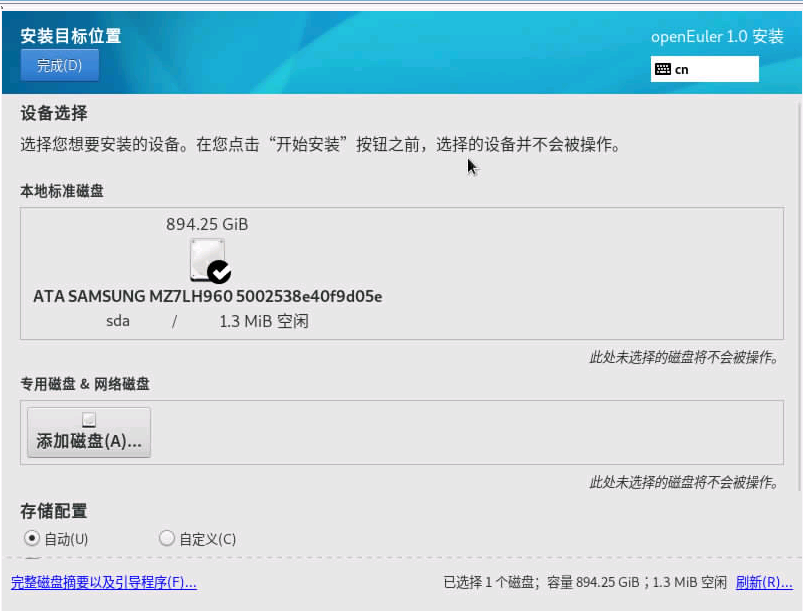 安装目标位置
openEuler 1.0 安装
完成(D)
cn
设备选择
选择您想要安装的设备。在您点击“开始安装”按钮之前，选择的设备并不会被操作。
本地标准磁盘
894.25 GiB
ATA SAMSUNG MZ7LH960 5002538e40f9d05e
sda / 1.3 MiB 空闲
此处未选择的磁盘将不会被操作。
专用磁盘 & 网络磁盘
添加磁盘(A)...
此处未选择的磁盘将不会被操作。
存储配置
自动(U) 自定义(C)
完整磁盘摘要以及引导程序(F)...
已选择 1 个磁盘；容量 894.25 GiB；1.3 MiB 空闲 刷新(R)...